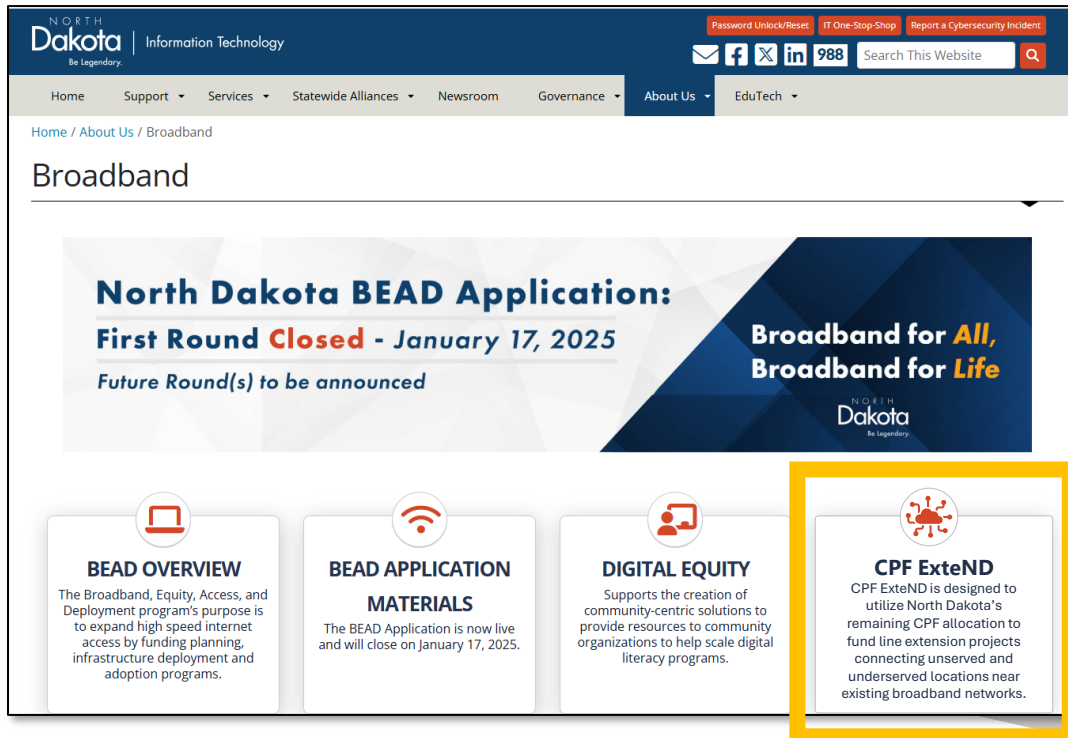 NORTH
Dakota
Be Legendary.
Information Technology
Password Unlock/Reset
IT One-Stop-Shop
Report a Cybersecurity Incident
988
Search This Website
Home
Support
Services
Statewide Alliances
Newsroom
Governance
About Us
EduTech
Home / About Us / Broadband
Broadband
North Dakota BEAD Application:
First Round Closed - January 17, 2025
Future Round(s) to be announced
Broadband for All,
Broadband for Life
NORTH
Dakota
Be Legendary.
BEAD OVERVIEW
The Broadband, Equity, Access, and
Deployment program's purpose is
to expand high speed internet
access by funding planning,
infrastructure deployment and
adoption programs.
BEAD APPLICATION
MATERIALS
The BEAD Application is now live
and will close on January 17, 2025.
DIGITAL EQUITY
Supports the creation of
community-centric solutions to
provide resources to community
organizations to help scale digital
literacy programs.
CPF ExteND
CPF ExteND is designed to
utilize North Dakota's
remaining CPF allocation to
fund line extension projects
connecting unserved and
underserved locations near
existing broadband networks.